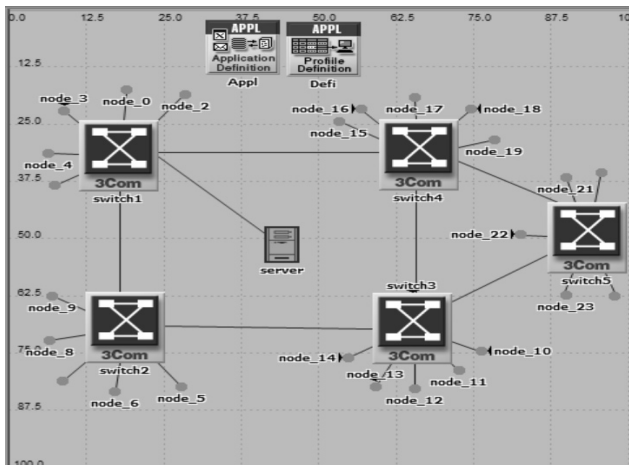 0.0 12.5 25.0 37.5 50.0 62.5 75.0 87.5
APPL
Application
Definition
Appl
APPL
Profile
Definition
Defi
12.5
node_3
node_0
node_2
node_16
node_17
node_18
25.0
node_15
node_4
node_19
37.5
3Com
switch1
3Com
switch4
node_21
50.0
node_22
server
3Com
switch5
62.5
node_9
switch3
node_23
node_8
75.0
3Com
switch2
3Com
node_14
node_10
node_13
node_11
node_6
node_5
node_12
87.5
100.0